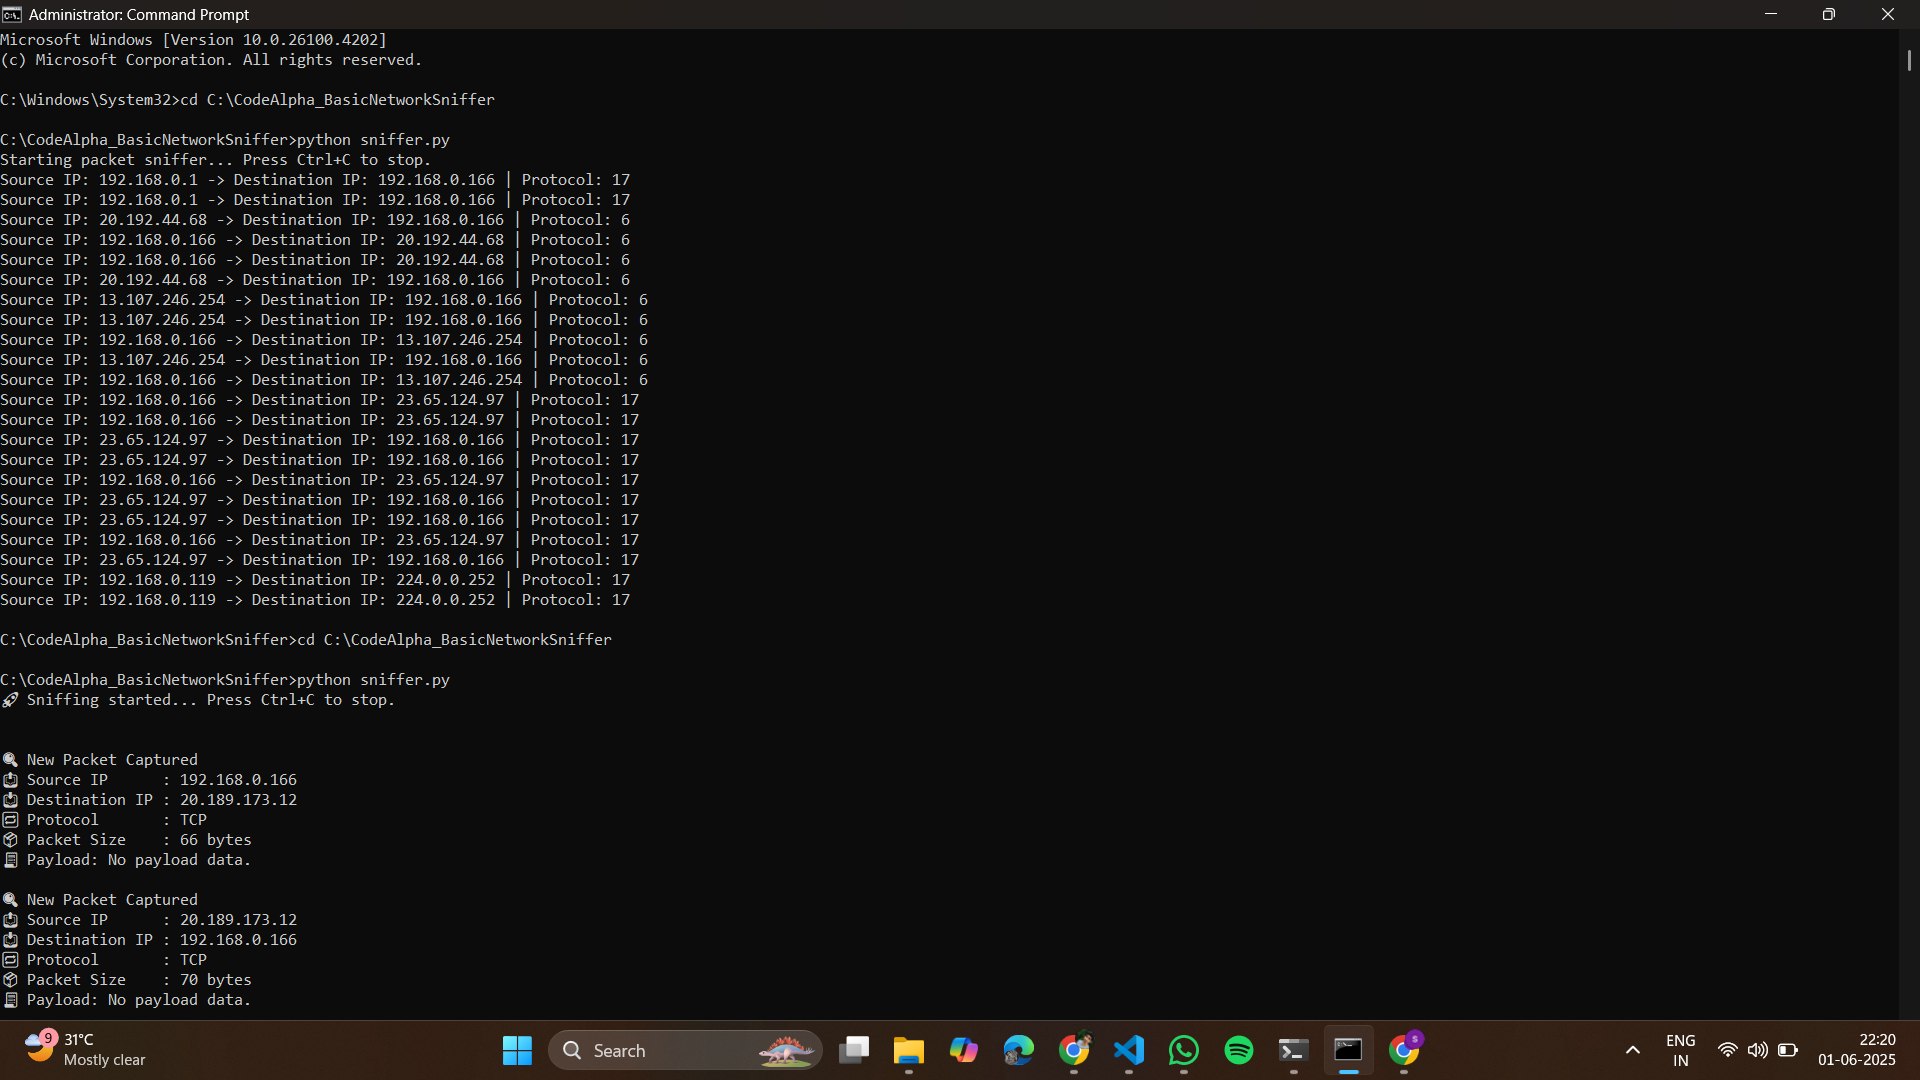 Administrator: Command Prompt
Microsoft Windows [Version 10.0.26100.4202]
(c) Microsoft Corporation. All rights reserved.
C:\Windows\System32>cd C:\CodeAlpha_BasicNetworkSniffer
C:\CodeAlpha_BasicNetworkSniffer>python sniffer.py
Starting packet sniffer... Press Ctrl+C to stop.
Source IP: 192.168.0.1 -> Destination IP: 192.168.0.166 | Protocol: 17
Source IP: 192.168.0.1 -> Destination IP: 192.168.0.166 | Protocol: 17
Source IP: 20.192.44.68 -> Destination IP: 192.168.0.166 | Protocol: 6
Source IP: 192.168.0.166 -> Destination IP: 20.192.44.68 | Protocol: 6
Source IP: 192.168.0.166 -> Destination IP: 20.192.44.68 | Protocol: 6
Source IP: 20.192.44.68 -> Destination IP: 192.168.0.166 | Protocol: 6
Source IP: 13.107.246.254 -> Destination IP: 192.168.0.166 | Protocol: 6
Source IP: 13.107.246.254 -> Destination IP: 192.168.0.166 | Protocol: 6
Source IP: 192.168.0.166 -> Destination IP: 13.107.246.254 | Protocol: 6
Source IP: 13.107.246.254 -> Destination IP: 192.168.0.166 | Protocol: 6
Source IP: 192.168.0.166 -> Destination IP: 13.107.246.254 | Protocol: 6
Source IP: 192.168.0.166 -> Destination IP: 23.65.124.97 | Protocol: 17
Source IP: 192.168.0.166 -> Destination IP: 23.65.124.97 | Protocol: 17
Source IP: 23.65.124.97 -> Destination IP: 192.168.0.166 | Protocol: 17
Source IP: 23.65.124.97 -> Destination IP: 192.168.0.166 | Protocol: 17
Source IP: 192.168.0.166 -> Destination IP: 23.65.124.97 | Protocol: 17
Source IP: 23.65.124.97 -> Destination IP: 192.168.0.166 | Protocol: 17
Source IP: 23.65.124.97 -> Destination IP: 192.168.0.166 | Protocol: 17
Source IP: 192.168.0.166 -> Destination IP: 23.65.124.97 | Protocol: 17
Source IP: 23.65.124.97 -> Destination IP: 192.168.0.166 | Protocol: 17
Source IP: 192.168.0.119 -> Destination IP: 224.0.0.252 | Protocol: 17
Source IP: 192.168.0.119 -> Destination IP: 224.0.0.252 | Protocol: 17
C:\CodeAlpha_BasicNetworkSniffer>cd C:\CodeAlpha_BasicNetworkSniffer
C:\CodeAlpha_BasicNetworkSniffer>python sniffer.py
🚀 Sniffing started... Press Ctrl+C to stop.
🔍 New Packet Captured
📤 Source IP      : 192.168.0.166
📥 Destination IP : 20.189.173.12
🔁 Protocol       : TCP
📦 Packet Size    : 66 bytes
🧾 Payload: No payload data.
🔍 New Packet Captured
📤 Source IP      : 20.189.173.12
📥 Destination IP : 192.168.0.166
🔁 Protocol       : TCP
📦 Packet Size    : 70 bytes
🧾 Payload: No payload data.
9
31°C
Mostly clear
Search
S
ENG
IN
22:20
01-06-2025